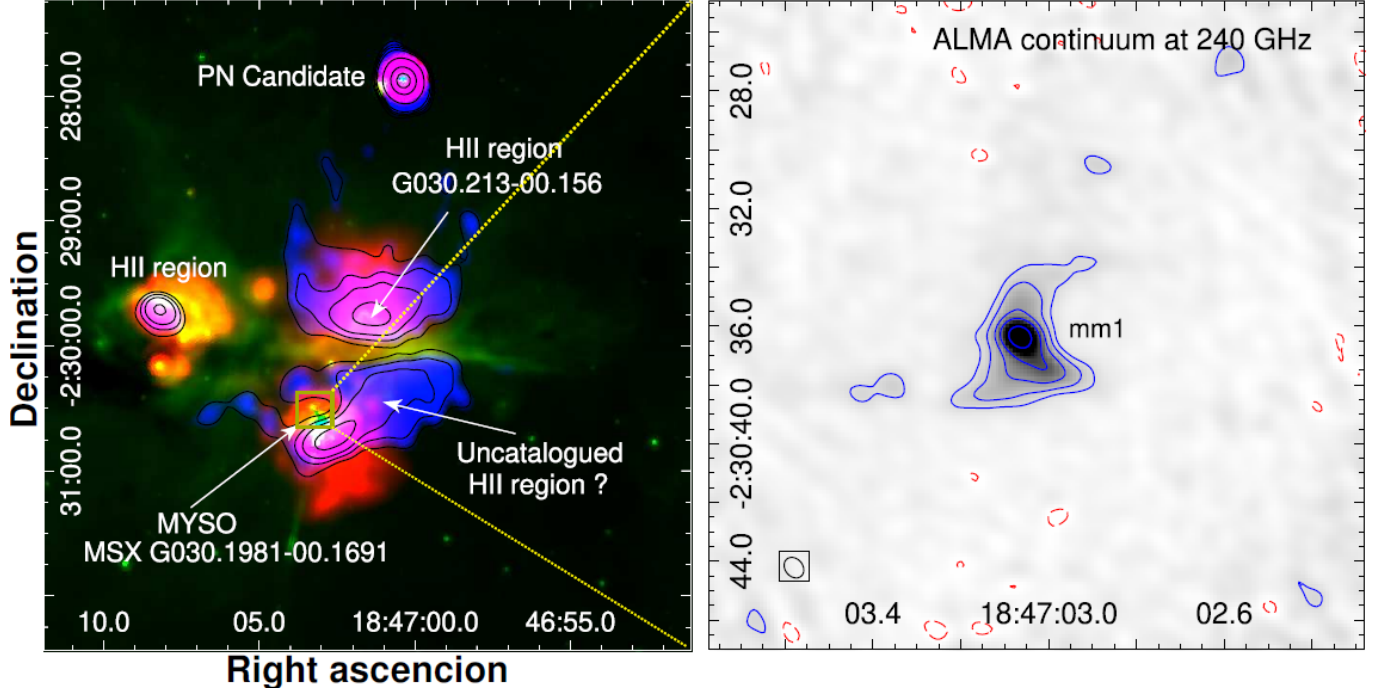 PN Candidate
HII region
G030.213-00.156
HII region
Uncatalogued
HII region ?
MYSO
MSX G030.1981-00.1691
Declination
28:00.0
29:00.0
-2:30:00.0
31:00.0
10.0
05.0
18:47:00.0
46:55.0
Right ascencion
ALMA continuum at 240 GHz
mm1
28.0
32.0
36.0
-2:30:40.0
44.0
03.4
18:47:03.0
02.6